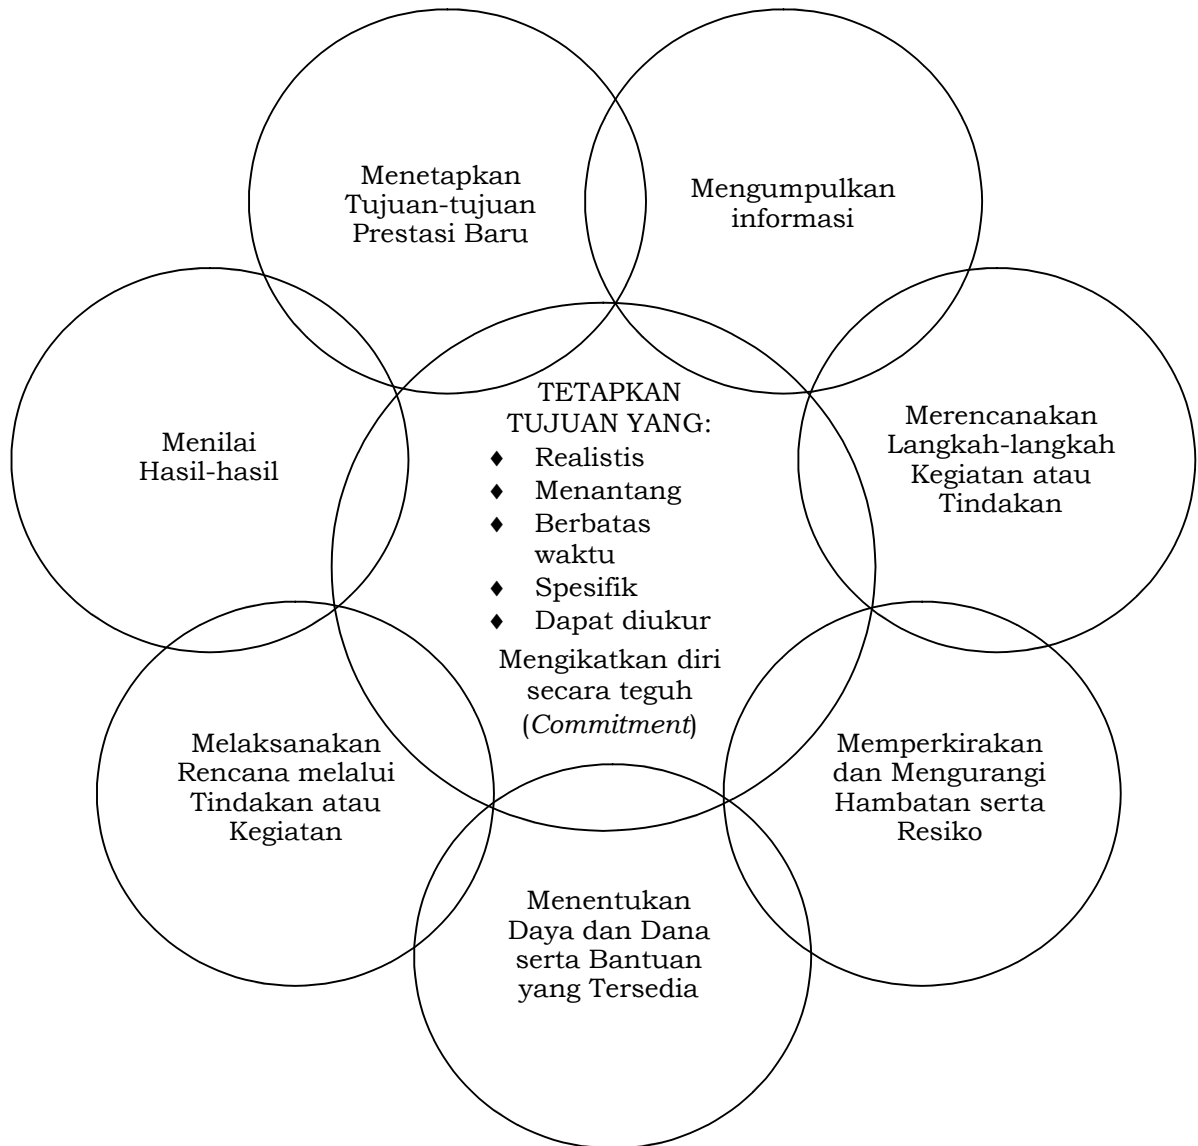 Menetapkan
Tujuan-tujuan
Prestasi Baru
Mengumpulkan
informasi
Menilai
Hasil-hasil
TETAPKAN
TUJUAN YANG:
♦ Realistis
♦ Menantang
♦ Berbatas
waktu
♦ Spesifik
♦ Dapat diukur
Mengikatkan diri
secara teguh
(Commitment)
Merencanakan
Langkah-langkah
Kegiatan atau
Tindakan
Melaksanakan
Rencana melalui
Tindakan atau
Kegiatan
Memperkirakan
dan Mengurangi
Hambatan serta
Resiko
Menentukan
Daya dan Dana
serta Bantuan
yang Tersedia